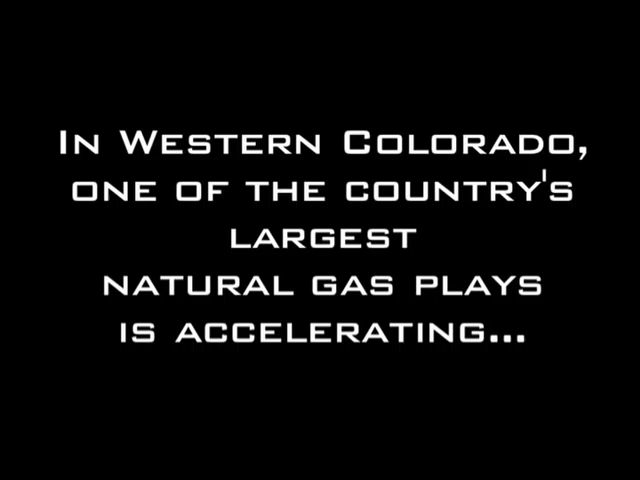 In Western Colorado,
one of the country's
largest
natural gas plays
is accelerating...